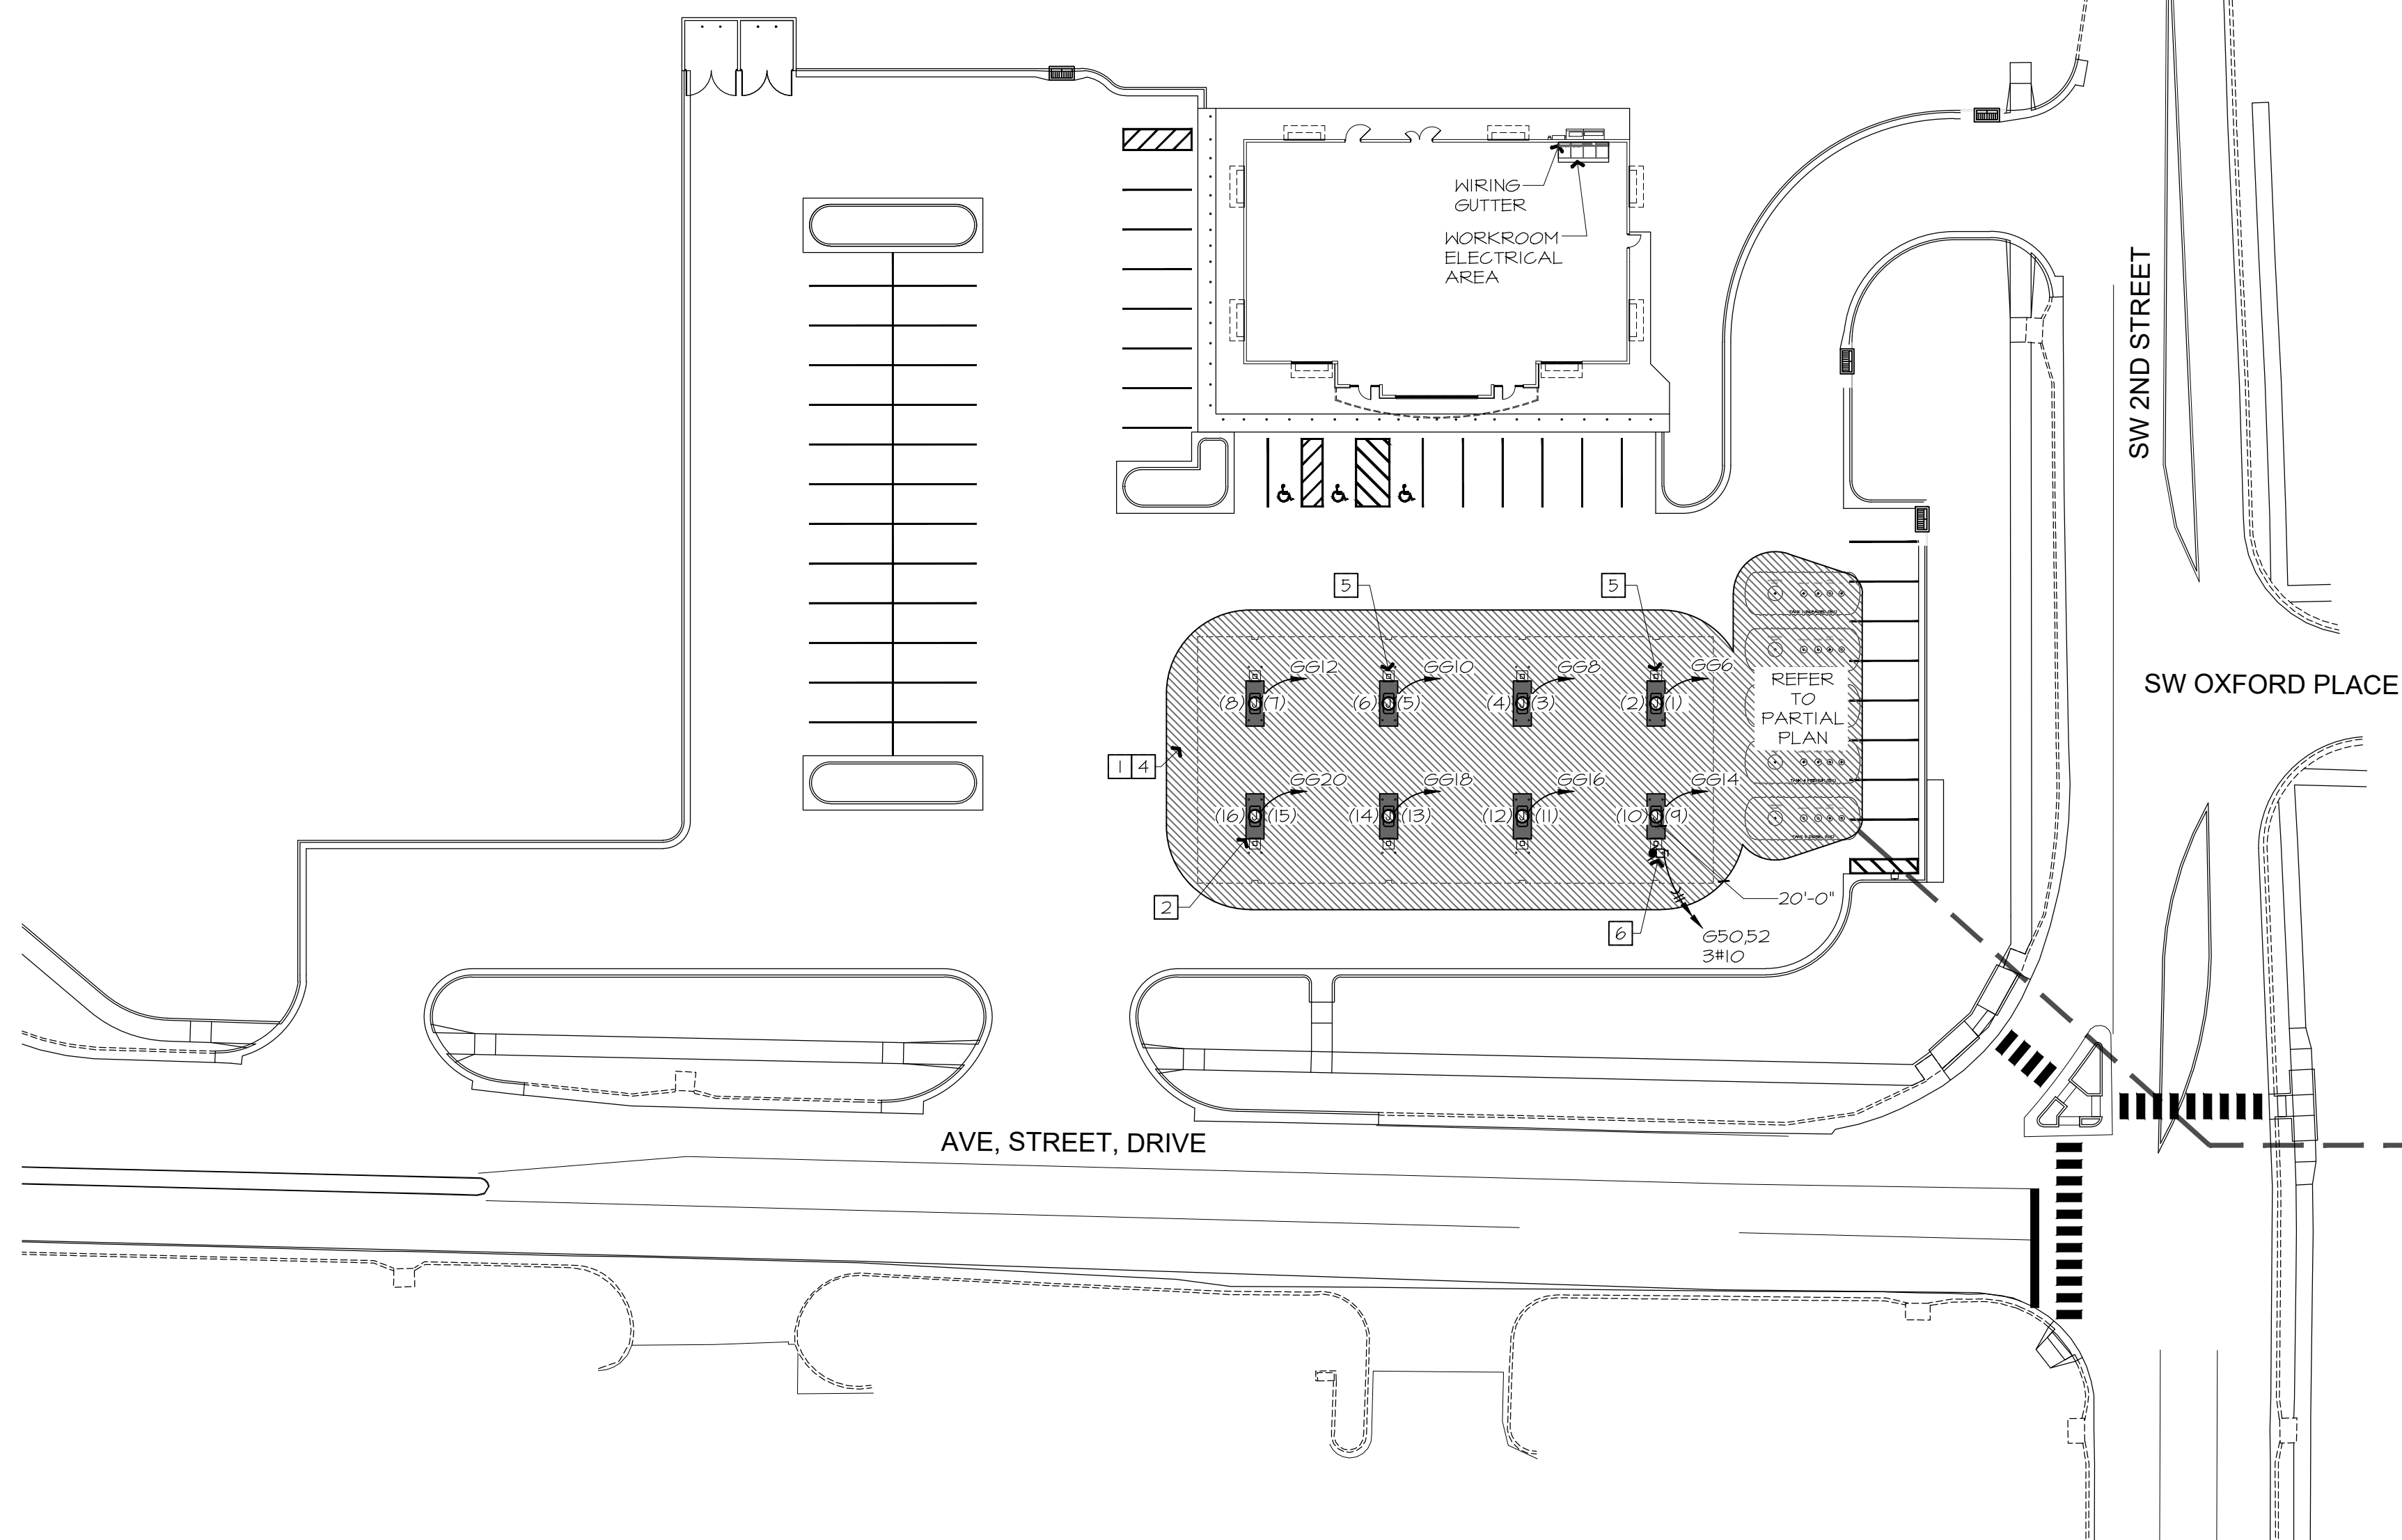 WIRING
GUTTER
WORKROOM
ELECTRICAL
AREA
SW 2ND STREET
SW OXFORD PLACE
5
5
GG12
GG10
GG8
GG6
(8) (7)
(6) (5)
(4) (3)
(2) (1)
REFER
TO
PARTIAL
PLAN
1 4
GG20
GG18
GG16
GG14
(16) (15)
(14) (13)
(12) (11)
(10) (9)
2
6
20'-0"
G50,52
3#10
AVE, STREET, DRIVE